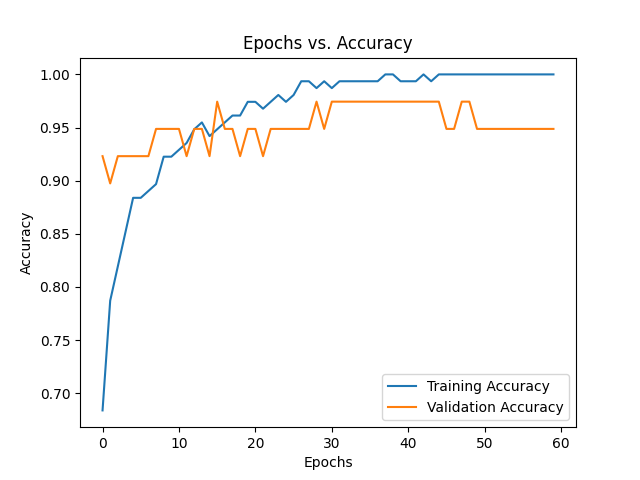 Epochs vs. Accuracy
Accuracy
1.00
0.95
0.90
0.85
0.80
0.75
0.70
Training Accuracy
Validation Accuracy
0 10 20 30 40 50 60
Epochs